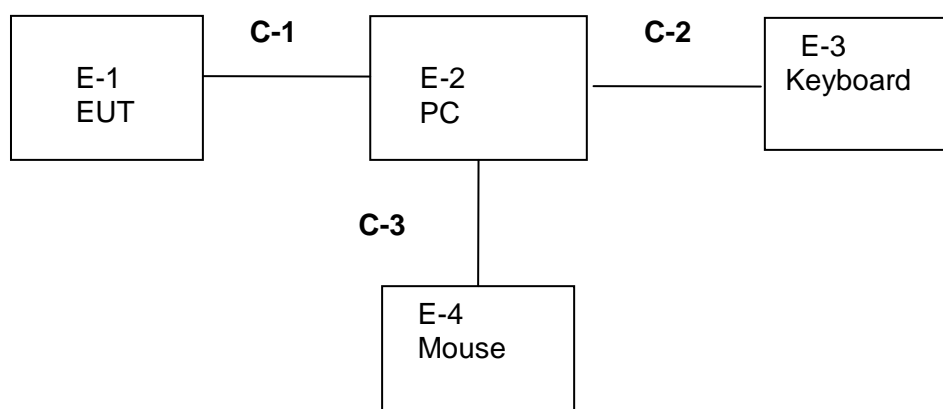 C-1
C-2
E-1
EUT
E-2
PC
E-3
Keyboard
C-3
E-4
Mouse